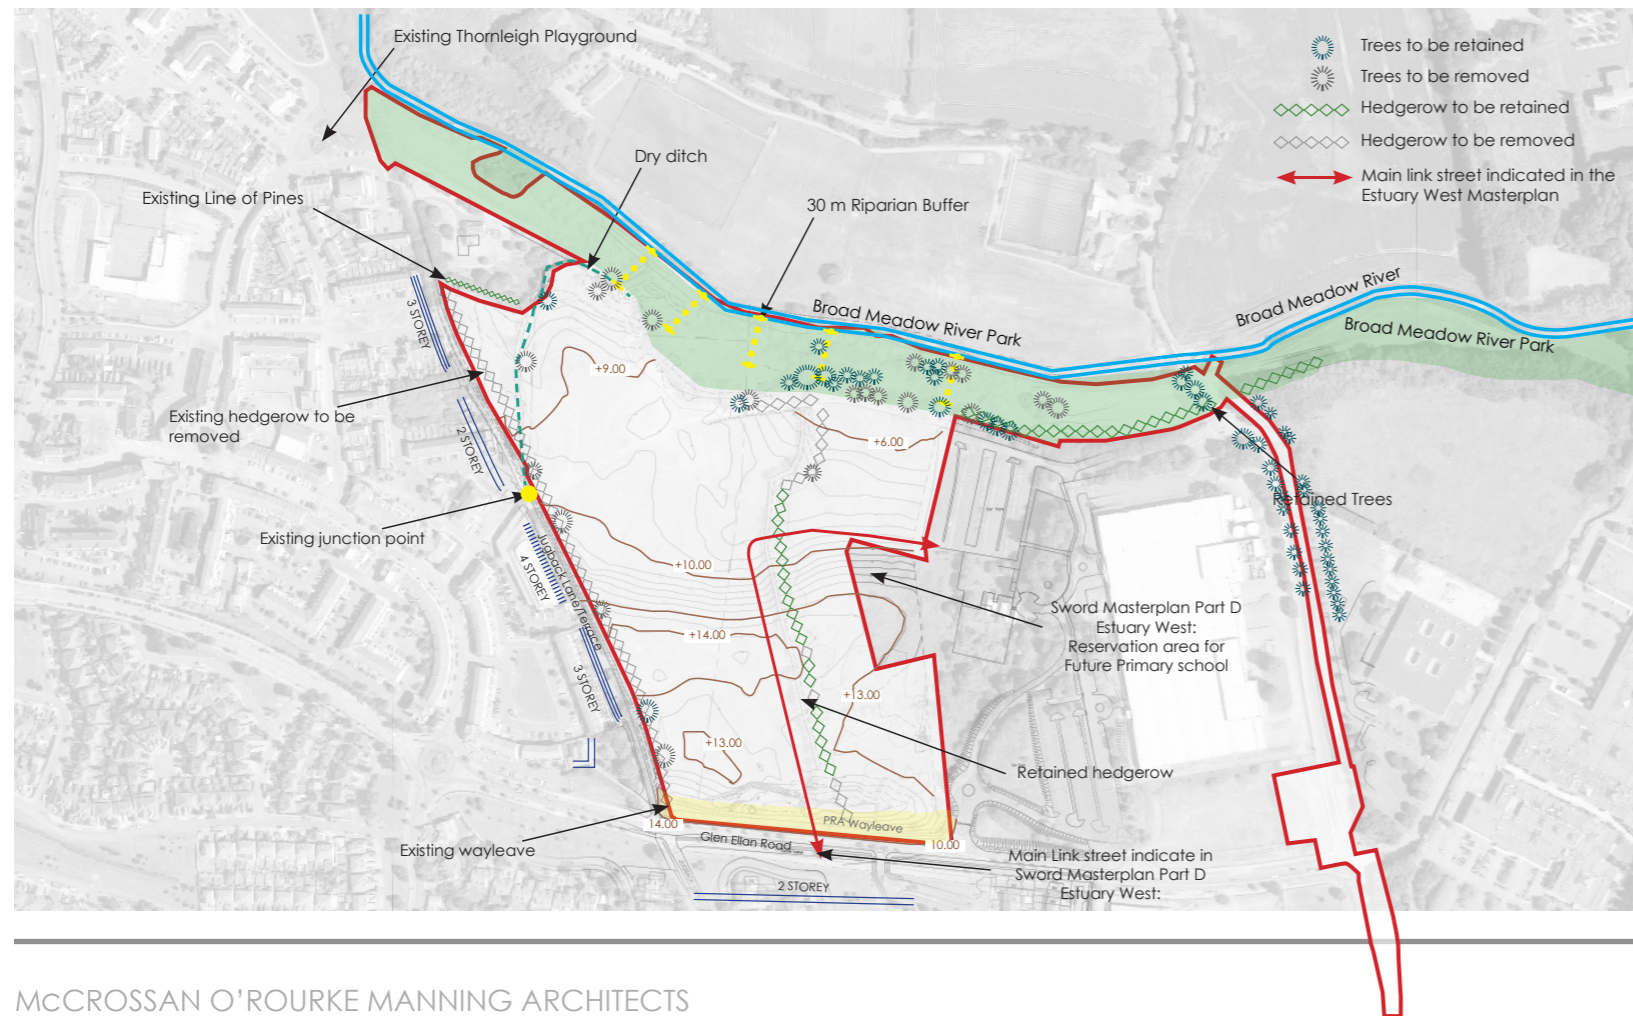 Existing Thornleigh Playground
Trees to be retained
Trees to be removed
Hedgerow to be retained
Hedgerow to be removed
Main link street indicated in the
Estuary West Masterplan
Dry ditch
Existing Line of Pines
30 m Riparian Buffer
Broad Meadow River
Broad Meadow River Park
Broad Meadow River Park
3 STOREY
+9.00
Existing hedgerow to be
removed
2 STOREY
+6.00
Retained Trees
Existing junction point
Jugback Lane/Terrace
4 STOREY
+10.00
Sword Masterplan Part D
Estuary West:
Reservation area for
Future Primary school
+14.00
3 STOREY
+13.00
+13.00
Retained hedgerow
14.00
PRA Wayleave
Glen Ellan Road
10.00
Existing wayleave
Main Link street indicate in
Sword Masterplan Part D
Estuary West:
2 STOREY
McCROSSAN O'ROURKE MANNING ARCHITECTS